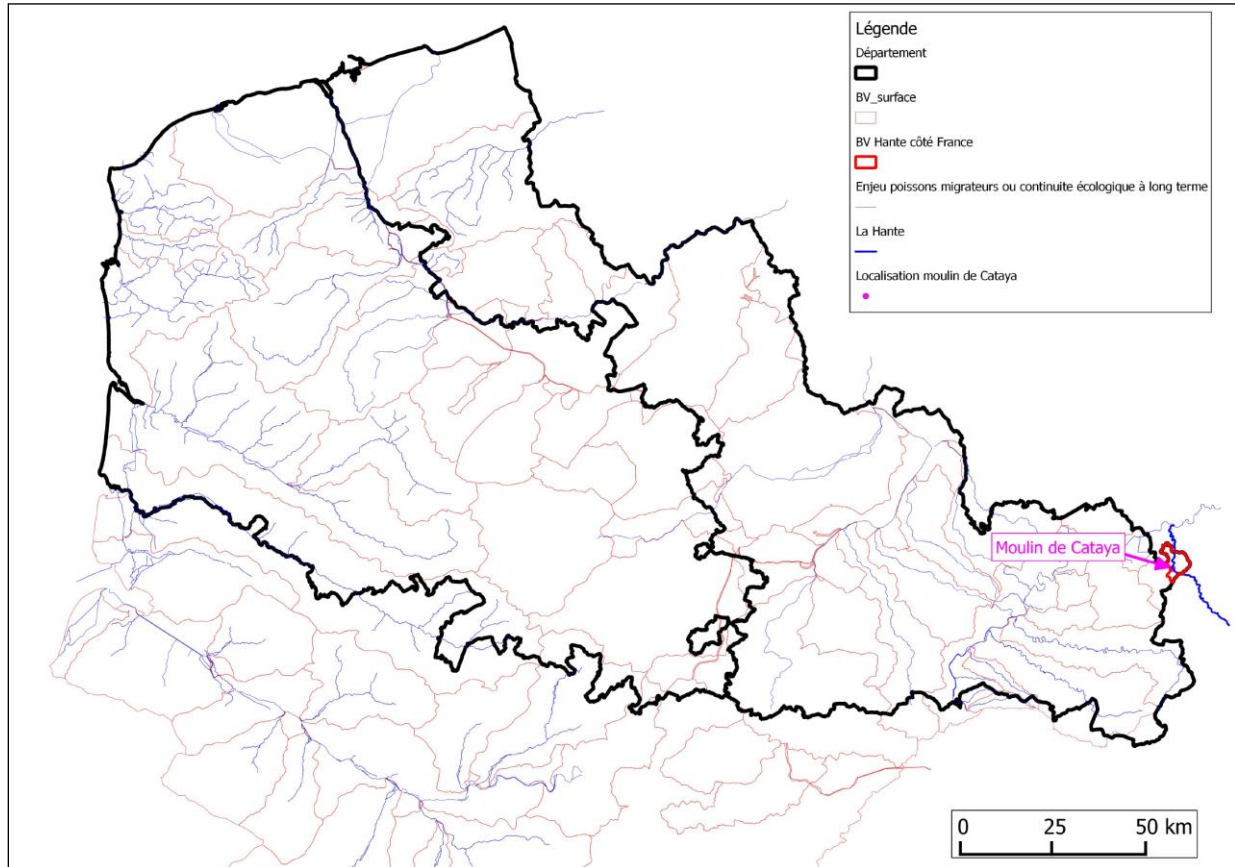 Légende
Département
BV_surface
BV Hante côté France
Enjeu poissons migrateurs ou continuite écologique à long terme
La Hante
Localisation moulin de Cataya
Moulin de Cataya
0 25 50 km